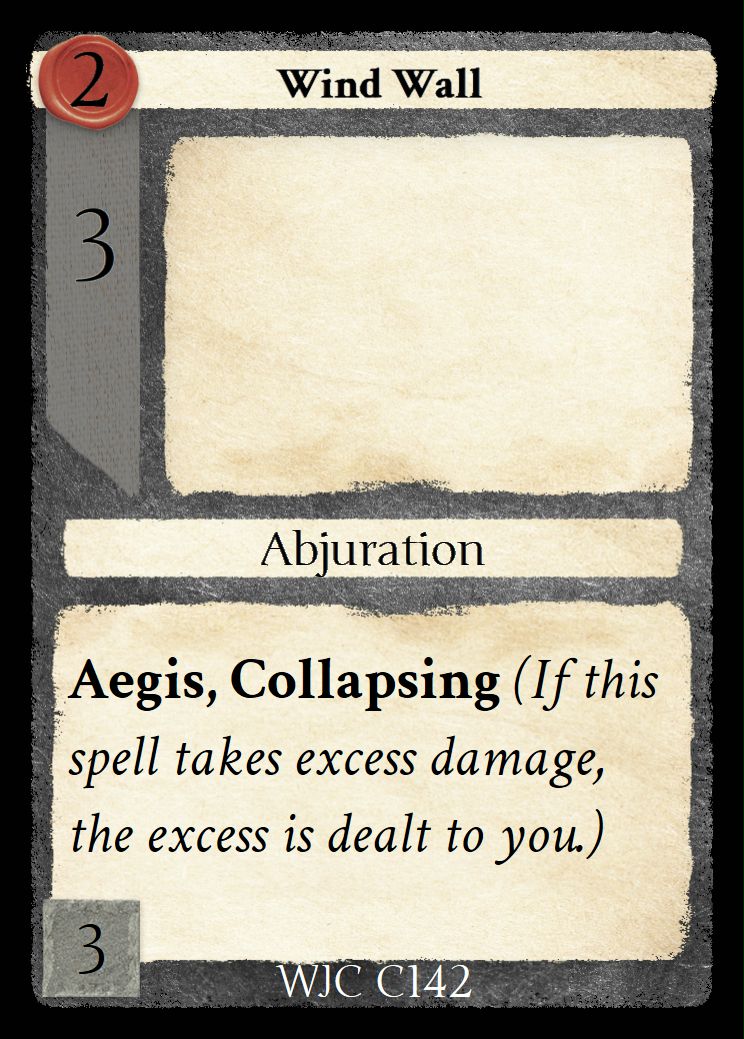 2
Wind Wall
3
Abjuration
Aegis, Collapsing (If this
spell takes excess damage,
the excess is dealt to you.)
3
WJC C142